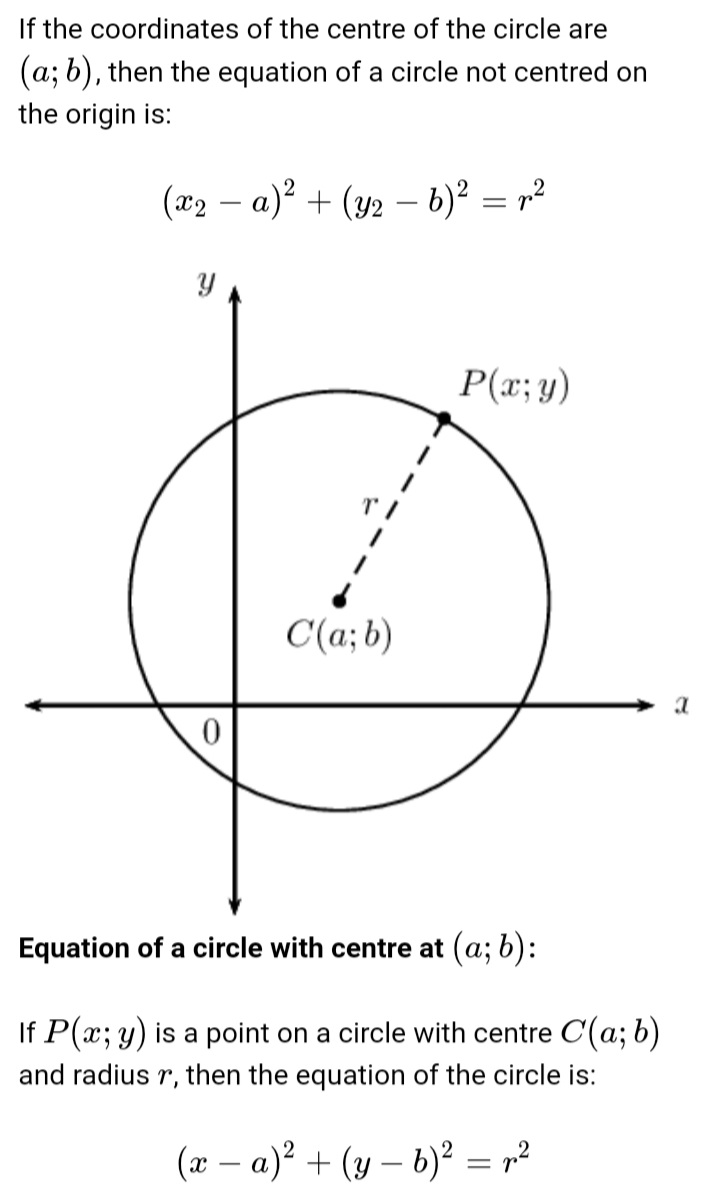 If the coordinates of the centre of the circle are
(a; b), then the equation of a circle not centred on
the origin is:
(x₂ − a)² + (y₂ − b)² = r²
y
P(x; y)
r
C(a; b)
x
0
Equation of a circle with centre at (a; b):
If P(x; y) is a point on a circle with centre C(a; b)
and radius r, then the equation of the circle is:
(x − a)² + (y − b)² = r²